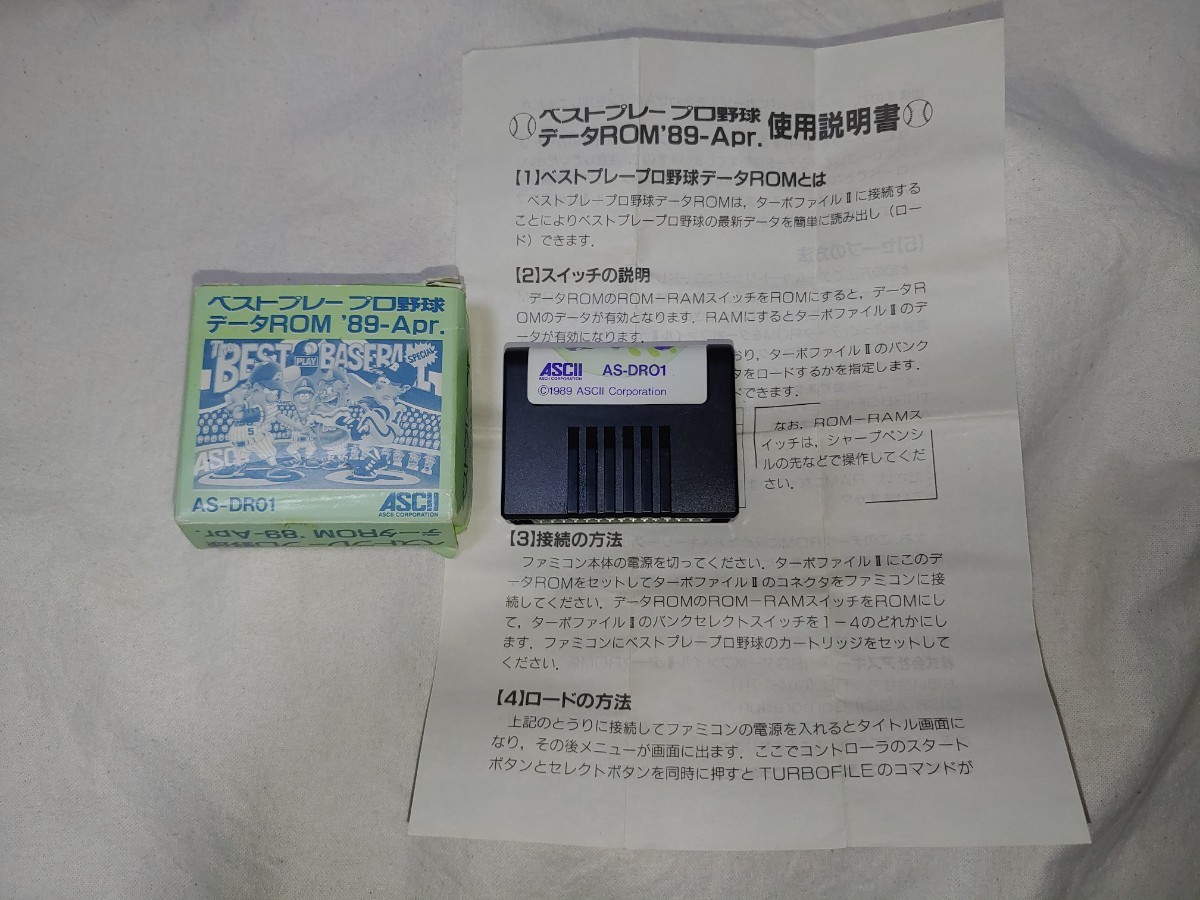 ベストプレー プロ野球
データROM '89-Apr.
The BEST PLAY BASEBALL
SPECIAL
5
ASC
AS-DR01
ASCII
ASCII CORPORATION
ベストプレープロ野球
データROM '89-Apr.
ASCII AS-DR01
ASCII CORPORATION
©1989 ASCII Corporation
ベストプレー プロ野球
データROM'89-Apr. 使用説明書
【1】ベストプレープロ野球データROMとは
ベストプレープロ野球データROMは，ターボファイルⅡに接続する
ことによりベストプレープロ野球の最新データを簡単に読み出し（ロー
ド）できます．
【2】スイッチの説明
データROMのROM－RAMスイッチをROMにすると，データR
OMのデータが有効となります．RAMにするとターボファイルⅡのデ
ータが有効になります．
おり，ターボファイルⅡのバンク
タをロードするかを指定します．
ドできます．
なお，ROM－RAMス
イッチは，シャープペンシ
ルの先などで操作してくだ
さい．
【3】接続の方法
ファミコン本体の電源を切ってください．ターボファイルⅡにこのデ
ータROMをセットしてターボファイルⅡのコネクタをファミコンに接
続してください．データROMのROM－RAMスイッチをROMにし
て，ターボファイルⅡのバンクセレクトスイッチを1－4のどれかにし
ます．ファミコンにベストプレープロ野球のカートリッジをセットして
ください．
【4】ロードの方法
上記のとうりに接続してファミコンの電源を入れるとタイトル画面に
なり，その後メニューが画面に出ます．ここでコントローラのスタート
ボタンとセレクトボタンを同時に押すとTURBOFILEのコマンドが